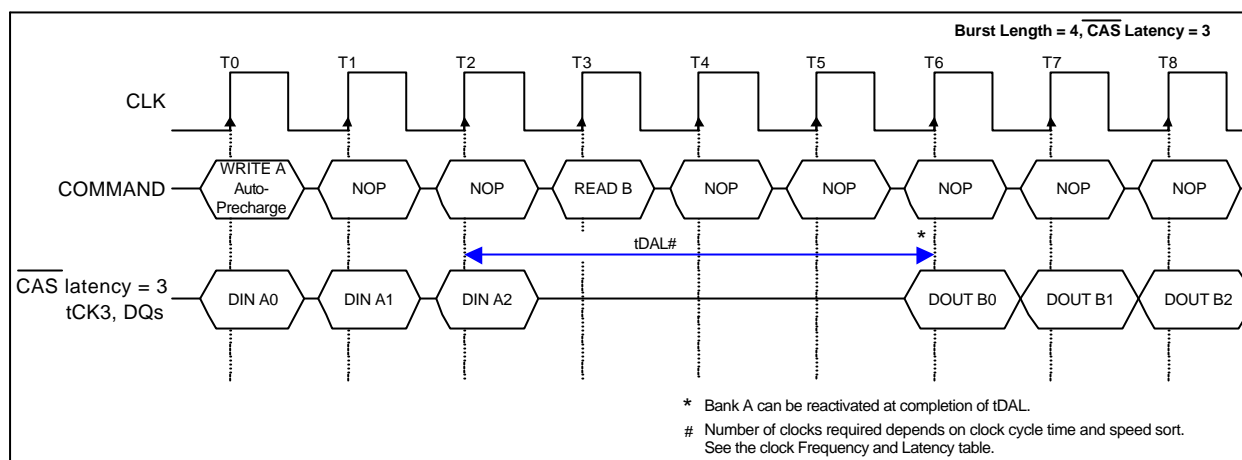 Burst Length = 4, CAS Latency = 3
T0 T1 T2 T3 T4 T5 T6 T7 T8
CLK
COMMAND
WRITE A
Auto-
Precharge
NOP NOP READ B NOP NOP NOP NOP NOP
tDAL# *
CAS latency = 3
tCK3, DQs
DIN A0 DIN A1 DIN A2 DOUT B0 DOUT B1 DOUT B2
* Bank A can be reactivated at completion of tDAL.
# Number of clocks required depends on clock cycle time and speed sort.
See the clock Frequency and Latency table.